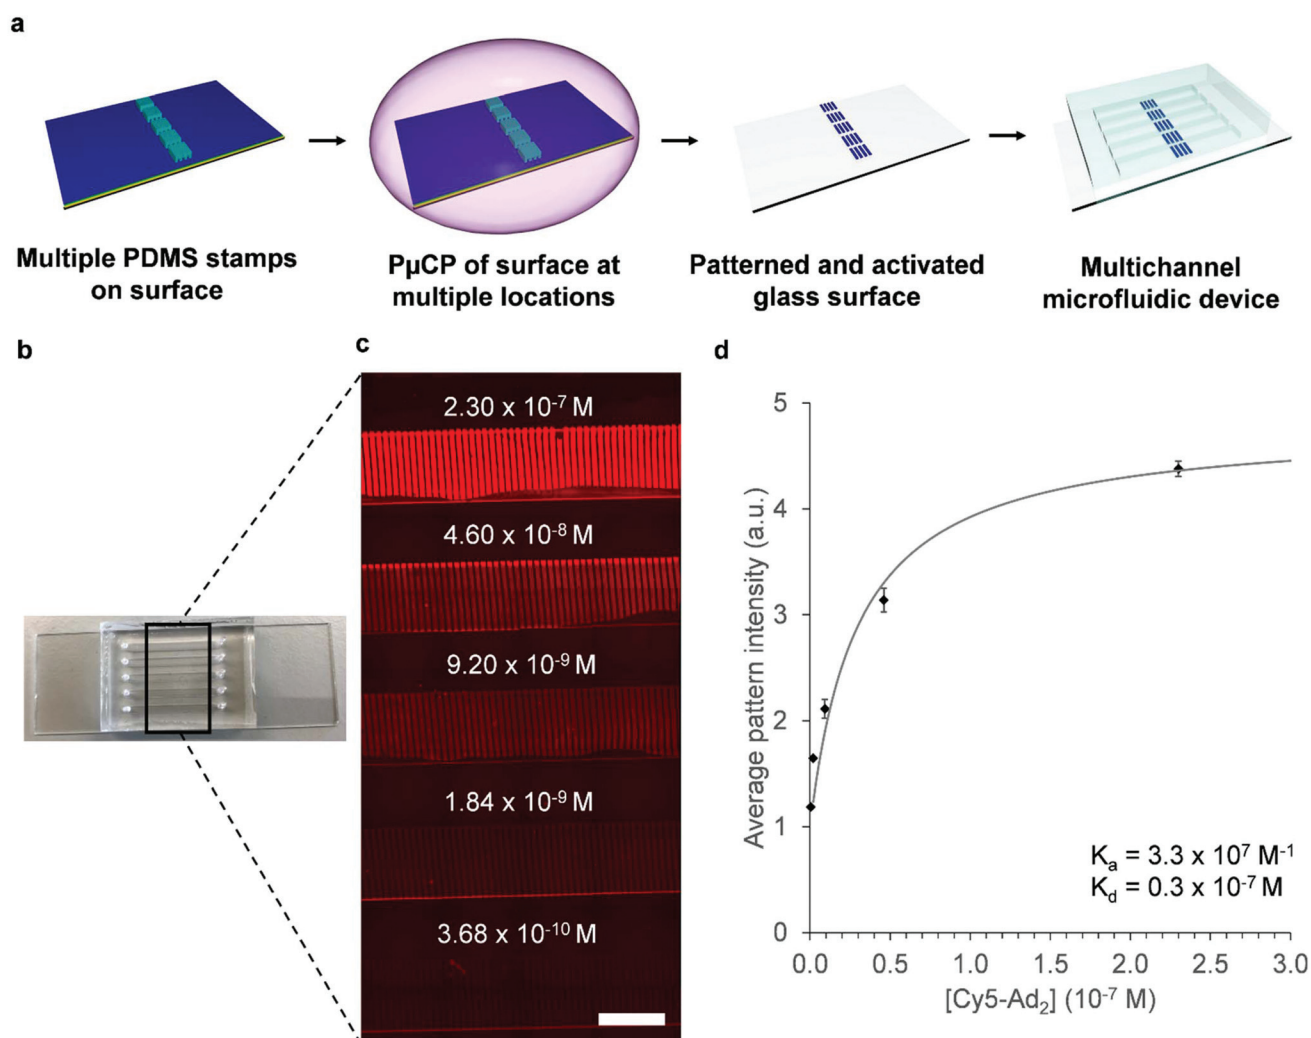 a
Multiple PDMS stamps
on surface
PµCP of surface at
multiple locations
Patterned and activated
glass surface
Multichannel
microfluidic device
b
c
2.30 x 10⁻⁷ M
4.60 x 10⁻⁸ M
9.20 x 10⁻⁹ M
1.84 x 10⁻⁹ M
3.68 x 10⁻¹⁰ M
d
Average pattern intensity (a.u.)
5
4
3
2
1
0
0.0 0.5 1.0 1.5 2.0 2.5 3.0
[Cy5-Ad₂] (10⁻⁷ M)
Kₐ = 3.3 x 10⁷ M⁻¹
K_d = 0.3 x 10⁻⁷ M